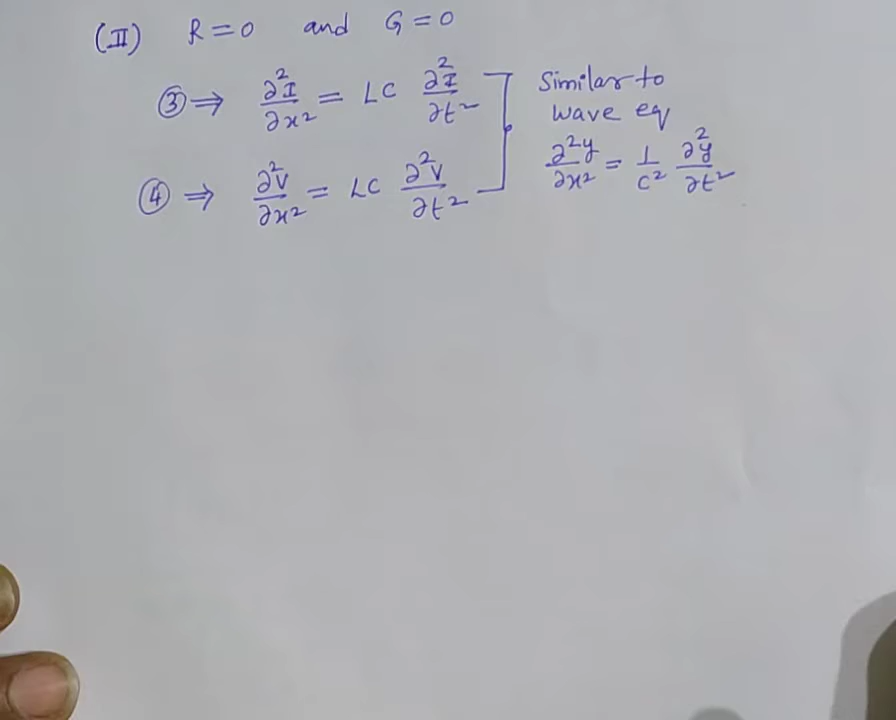 (II) R = 0 and G = 0
③ ⇒ ∂²I/∂x² = LC ∂²I/∂t²
Similar to
wave eq
∂²y/∂x² = 1/c² ∂²y/∂t²
④ ⇒ ∂²V/∂x² = LC ∂²V/∂t²